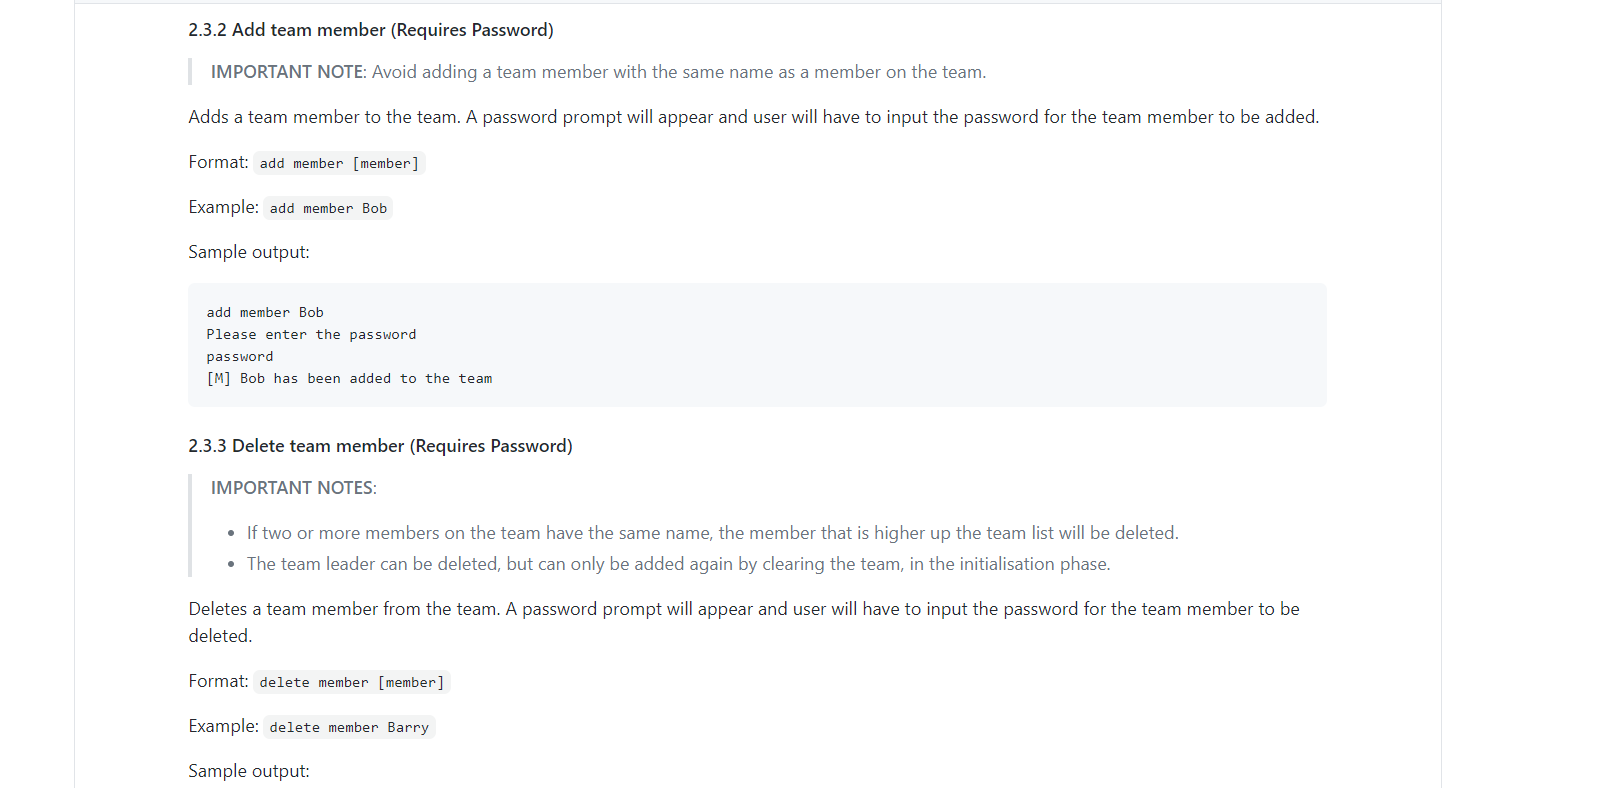 2.3.2 Add team member (Requires Password)
IMPORTANT NOTE: Avoid adding a team member with the same name as a member on the team.
Adds a team member to the team. A password prompt will appear and user will have to input the password for the team member to be added.
Format: add member [member]
Example: add member Bob
Sample output:
add member Bob
Please enter the password
password
[M] Bob has been added to the team
2.3.3 Delete team member (Requires Password)
IMPORTANT NOTES:
• If two or more members on the team have the same name, the member that is higher up the team list will be deleted.
• The team leader can be deleted, but can only be added again by clearing the team, in the initialisation phase.
Deletes a team member from the team. A password prompt will appear and user will have to input the password for the team member to be
deleted.
Format: delete member [member]
Example: delete member Barry
Sample output: